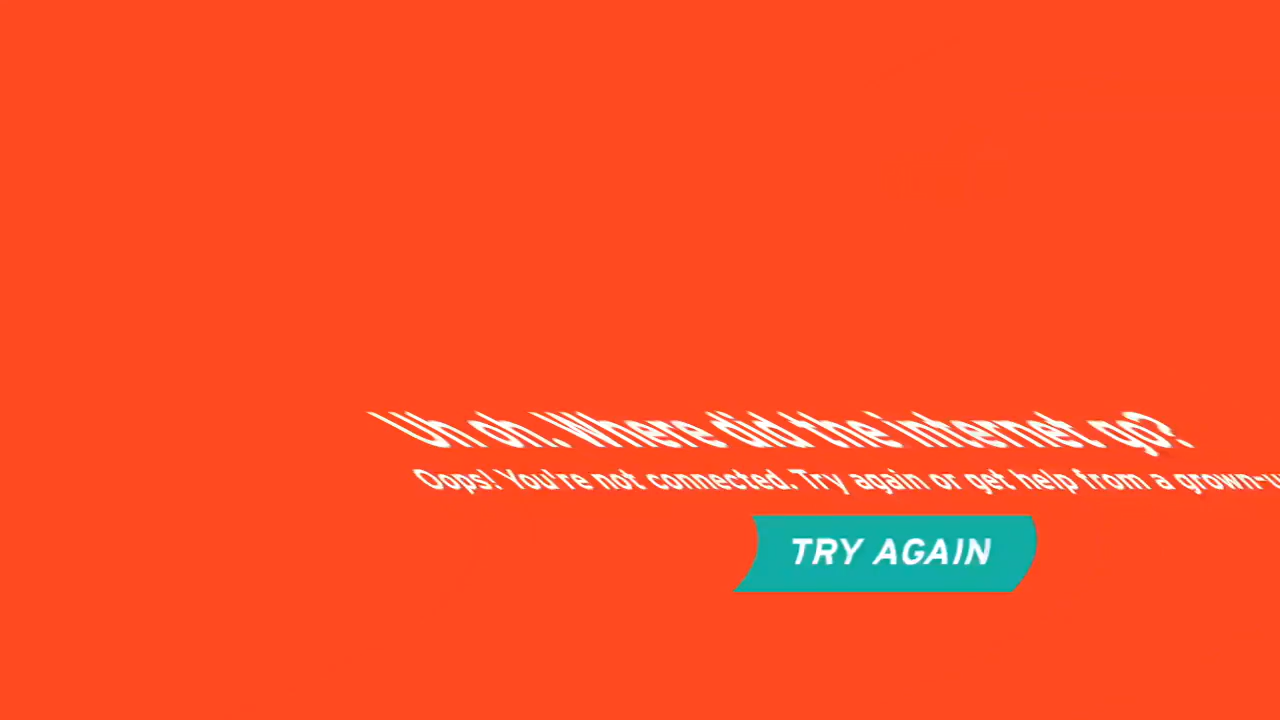 Uh oh. Where did the internet go?
Oops! You're not connected. Try again or get help from a grown-u
TRY AGAIN